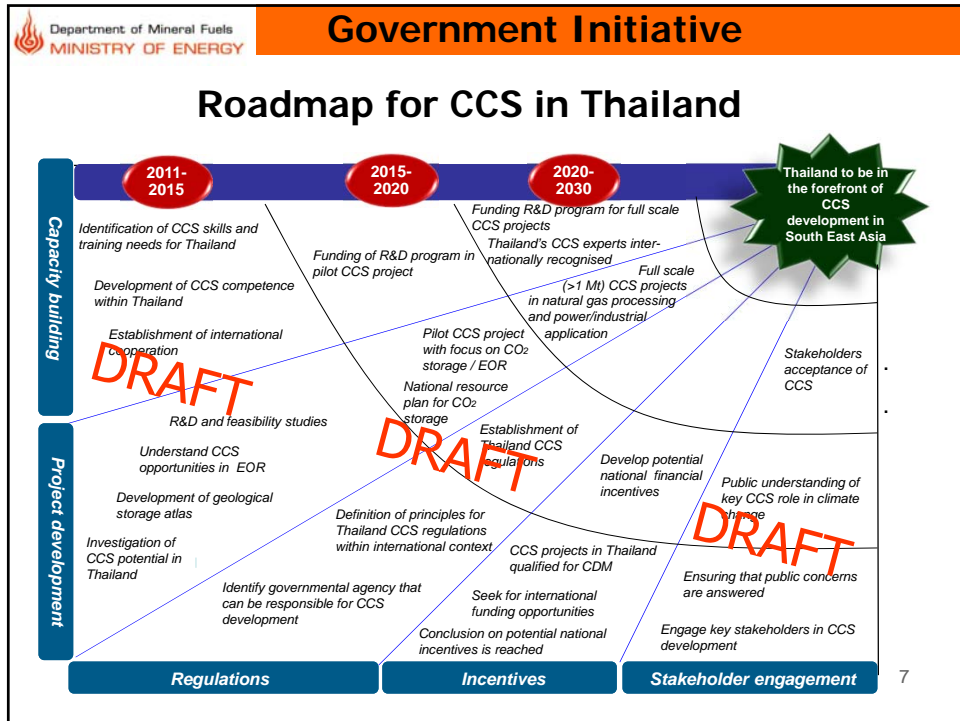 Department of Mineral Fuels
MINISTRY OF ENERGY
Government Initiative
Roadmap for CCS in Thailand
2011-
2015
2015-
2020
2020-
2030
Thailand to be in
the forefront of
CCS
development in
South East Asia
Capacity building
Identification of CCS skills and
training needs for Thailand
Development of CCS competence
within Thailand
Establishment of international
cooperation
DRAFT
Funding of R&D program in
pilot CCS project
Funding R&D program for full scale
CCS projects
Thailand's CCS experts inter-
nationally recognised
Full scale
(>1 Mt) CCS projects
in natural gas processing
and power/industrial
application
Pilot CCS project
with focus on CO2
storage / EOR
National resource
plan for CO2
storage
DRAFT
Stakeholders
acceptance of
CCS
.
.
Project development
R&D and feasibility studies
Understand CCS
opportunities in EOR
Development of geological
storage atlas
Investigation of
CCS potential in
Thailand
Establishment of
Thailand CCS
regulations
Definition of principles for
Thailand CCS regulations
within international context
Identify governmental agency that
can be responsible for CCS
development
Develop potential
national financial
incentives
CCS projects in Thailand
qualified for CDM
Seek for international
funding opportunities
Conclusion on potential national
incentives is reached
Public understanding of
key CCS role in climate
change
DRAFT
Ensuring that public concerns
are answered
Engage key stakeholders in CCS
development
Regulations
Incentives
Stakeholder engagement
7